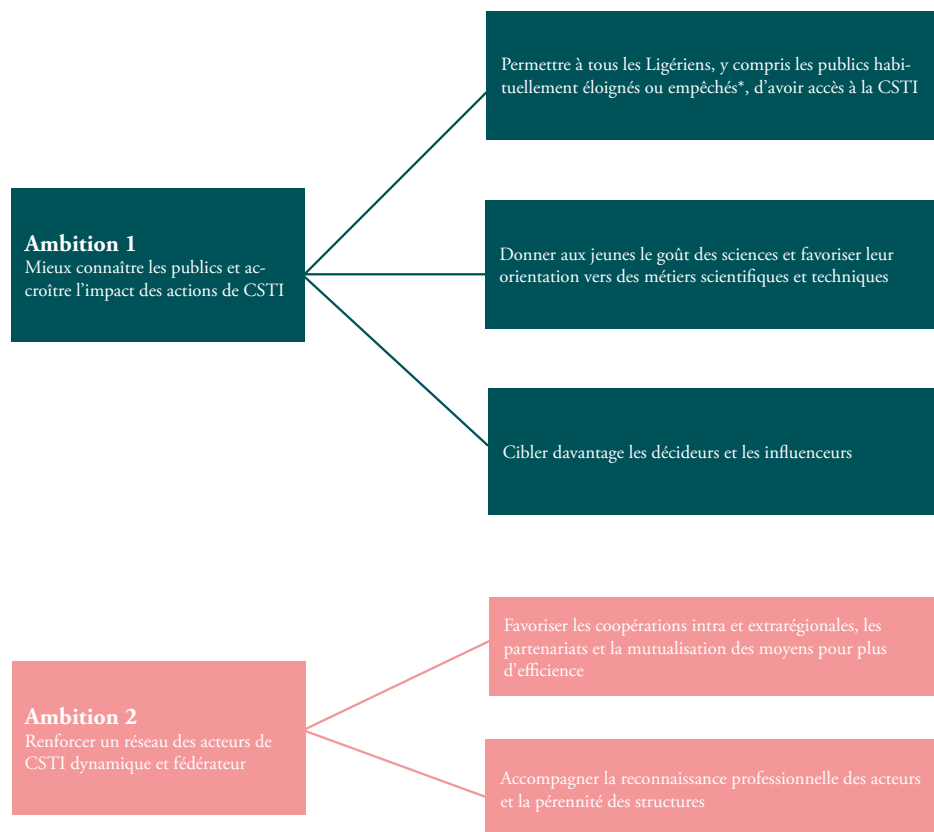 Ambition 1
Mieux connaître les publics et ac-
croître l’impact des actions de CSTI
Permettre à tous les Ligériens, y compris les publics habi-
tuellement éloignés ou empêchés*, d’avoir accès à la CSTI
Donner aux jeunes le goût des sciences et favoriser leur
orientation vers des métiers scientifiques et techniques
Cibler davantage les décideurs et les influenceurs
Ambition 2
Renforcer un réseau des acteurs de
CSTI dynamique et fédérateur
Favoriser les coopérations intra et extrarégionales, les
partenariats et la mutualisation des moyens pour plus
d’efficience
Accompagner la reconnaissance professionnelle des acteurs
et la pérennité des structures